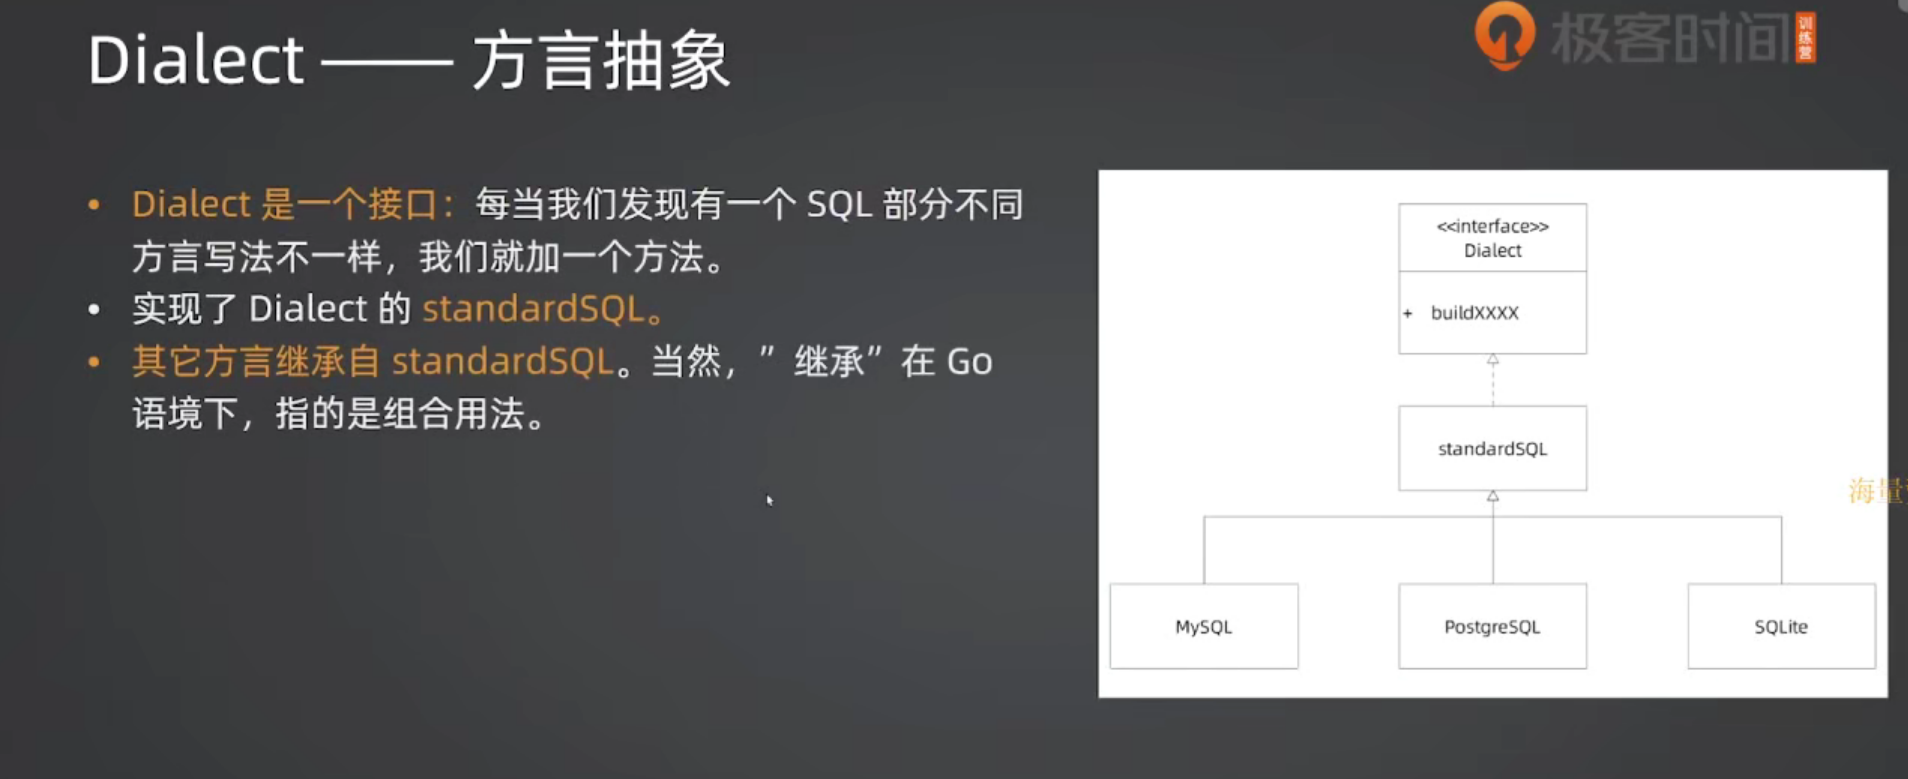 Dialect —— 方言抽象
极客时间
训练营
• Dialect 是一个接口：每当我们发现有一个 SQL 部分不同
方言写法不一样，我们就加一个方法。
• 实现了 Dialect 的 standardSQL。
• 其它方言继承自 standardSQL。当然，”继承”在 Go
语境下，指的是组合用法。
<<interface>>
Dialect
+ buildXXXX
standardSQL
MySQL
PostgreSQL
SQLite
海量